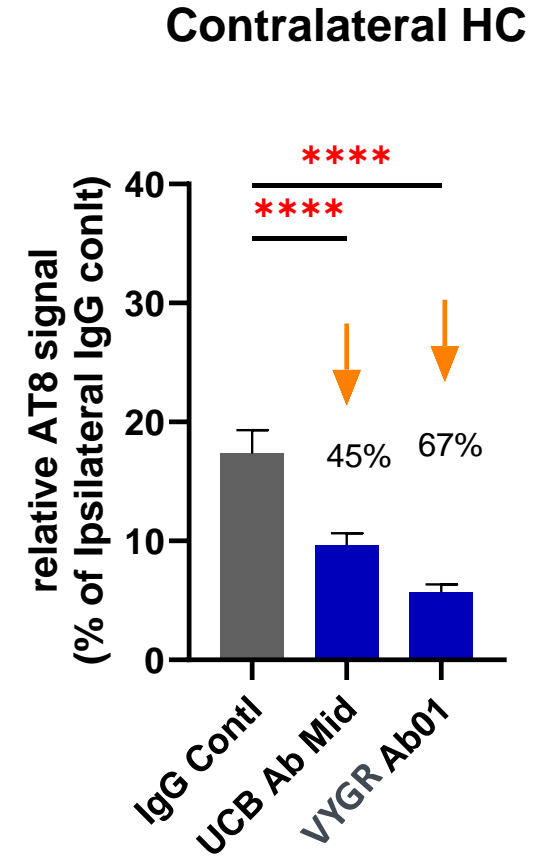 Contralateral HC
****
****
40
30
20
10
0
relative AT8 signal
(% of Ipsilateral IgG conlt)
45%
67%
IgG Contl
UCB Ab Mid
VYGR Ab01